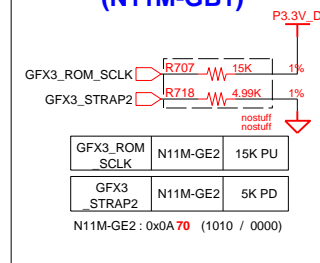 (N11M-GB1)
P3.3V_D
GFX3_ROM_SCLK R707 15K 1%
GFX3_STRAP2 R718 4.99K 1%
nostuff
nostuff
GFX3_ROM _SCLK N11M-GE2 15K PU
GFX3 _STRAP2 N11M-GE2 5K PD
N11M-GE2 : 0x0A70 (1010 / 0000)